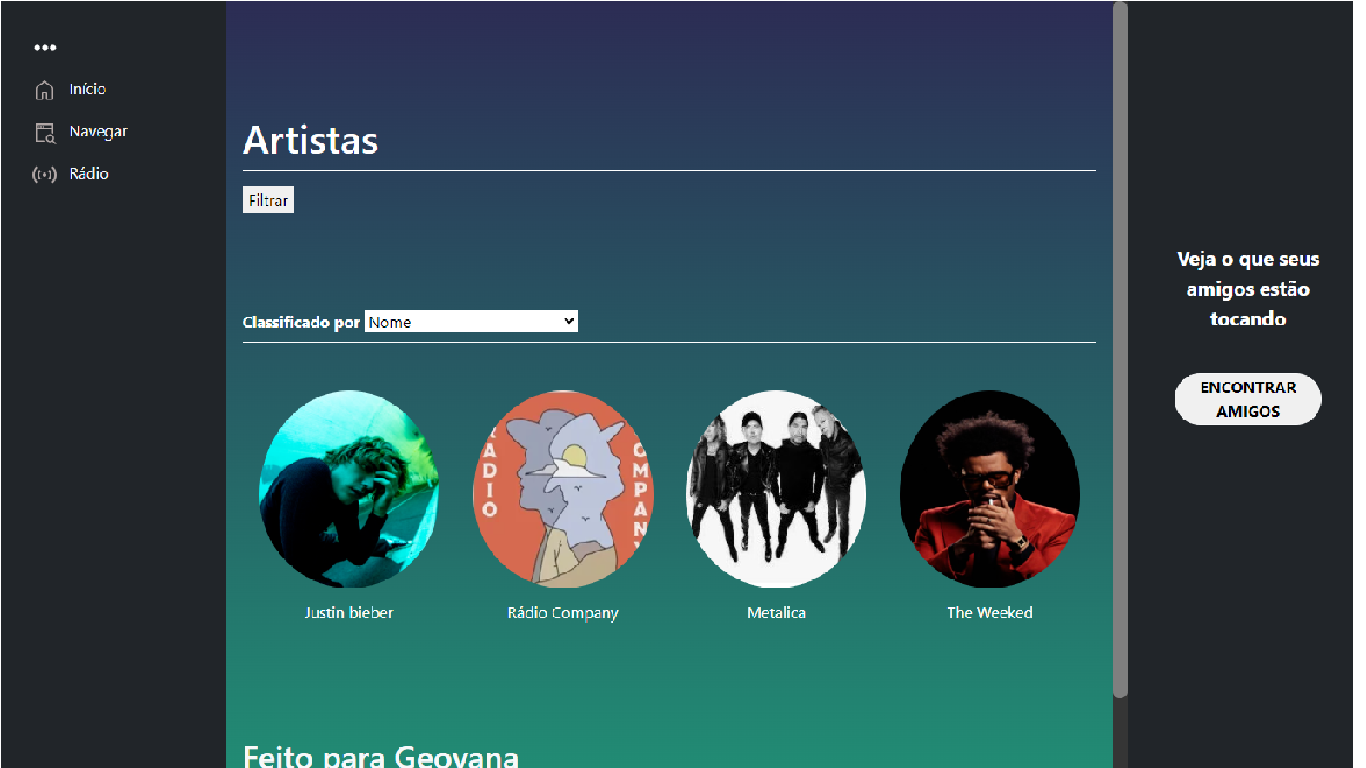 •••
Início
Navegar
Rádio
Artistas
Filtrar
Classificado por Nome
RADIO
COMPANY
Justin bieber
Rádio Company
Metalica
The Weeked
Feito para Geovana
Veja o que seus
amigos estão
tocando
ENCONTRAR
AMIGOS